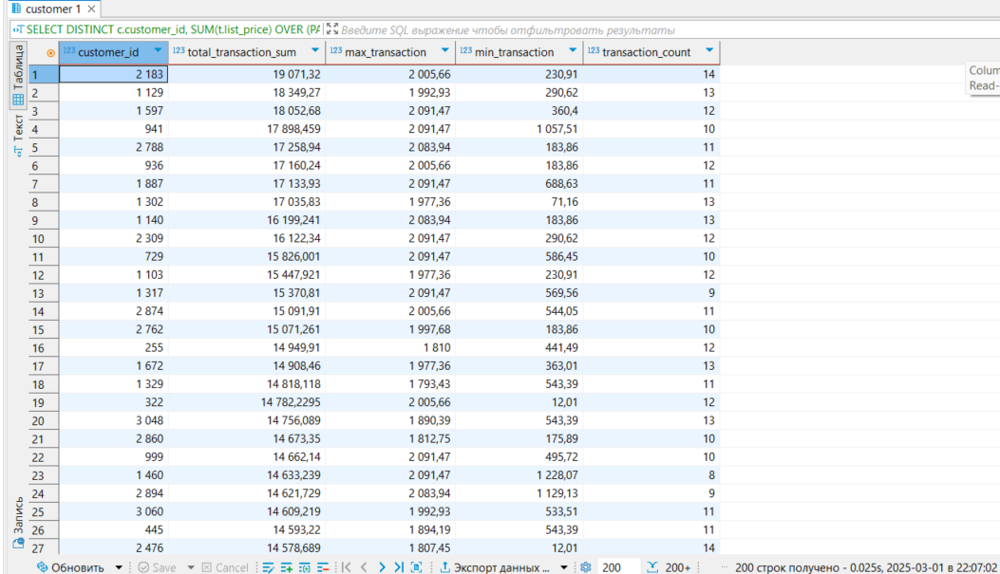 customer 1 ×
SELECT DISTINCT c.customer_id, SUM(t.list_price) OVER (PA Введите SQL выражение чтобы отфильтровать результаты
Таблица
Текст
Запись
123 customer_id 123 total_transaction_sum 123 max_transaction 123 min_transaction 123 transaction_count
1 2 183 19 071,32 2 005,66 230,91 14
2 1 129 18 349,27 1 992,93 290,62 13
3 1 597 18 052,68 2 091,47 360,4 12
4 941 17 898,459 2 091,47 1 057,51 10
5 2 788 17 258,94 2 083,94 183,86 11
6 936 17 160,24 2 005,66 183,86 12
7 1 887 17 133,93 2 091,47 688,63 11
8 1 302 17 035,83 1 977,36 71,16 13
9 1 140 16 199,241 2 083,94 183,86 13
10 2 309 16 122,34 2 091,47 290,62 12
11 729 15 826,001 2 091,47 586,45 10
12 1 103 15 447,921 1 977,36 230,91 12
13 1 317 15 370,81 2 091,47 569,56 9
14 2 874 15 091,91 2 005,66 544,05 11
15 2 762 15 071,261 1 997,68 183,86 10
16 255 14 949,91 1 810 441,49 12
17 1 672 14 908,46 1 977,36 363,01 13
18 1 329 14 818,118 1 793,43 543,39 11
19 322 14 782,2295 2 005,66 12,01 12
20 3 048 14 756,089 1 890,39 543,39 13
21 2 860 14 673,35 1 812,75 175,89 10
22 999 14 662,14 2 091,47 495,72 10
23 1 460 14 633,239 2 091,47 1 228,07 8
24 2 894 14 621,729 2 083,94 1 129,13 9
25 3 060 14 609,219 1 992,93 533,51 11
26 445 14 593,22 1 894,19 543,39 11
27 2 476 14 578,689 1 807,45 12,01 14
Colum
Read-
Обновить Save Cancel Экспорт данных ... 200 200+ 200 строк получено - 0.025s, 2025-03-01 в 22:07:02